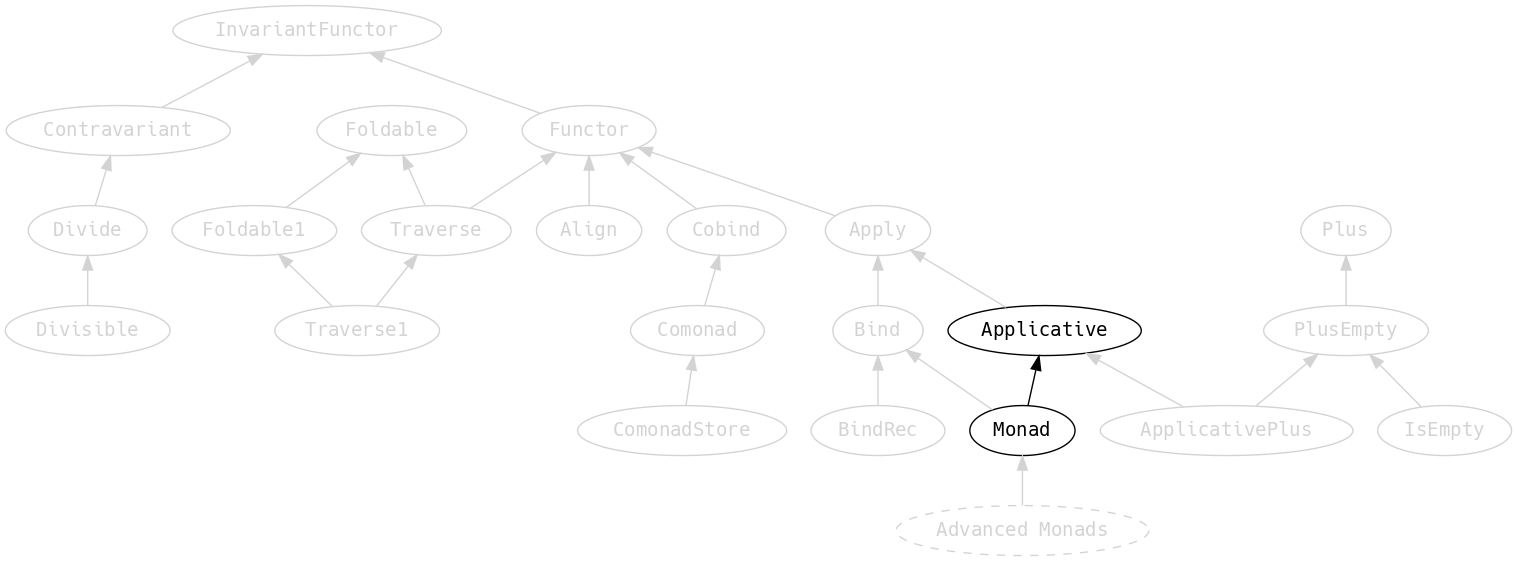 InvariantFunctor
Contravariant
Foldable
Functor
Divide
Foldable1
Traverse
Align
Cobind
Apply
Plus
Divisible
Traverse1
Comonad
Bind
Applicative
PlusEmpty
ComonadStore
BindRec
Monad
ApplicativePlus
IsEmpty
Advanced Monads